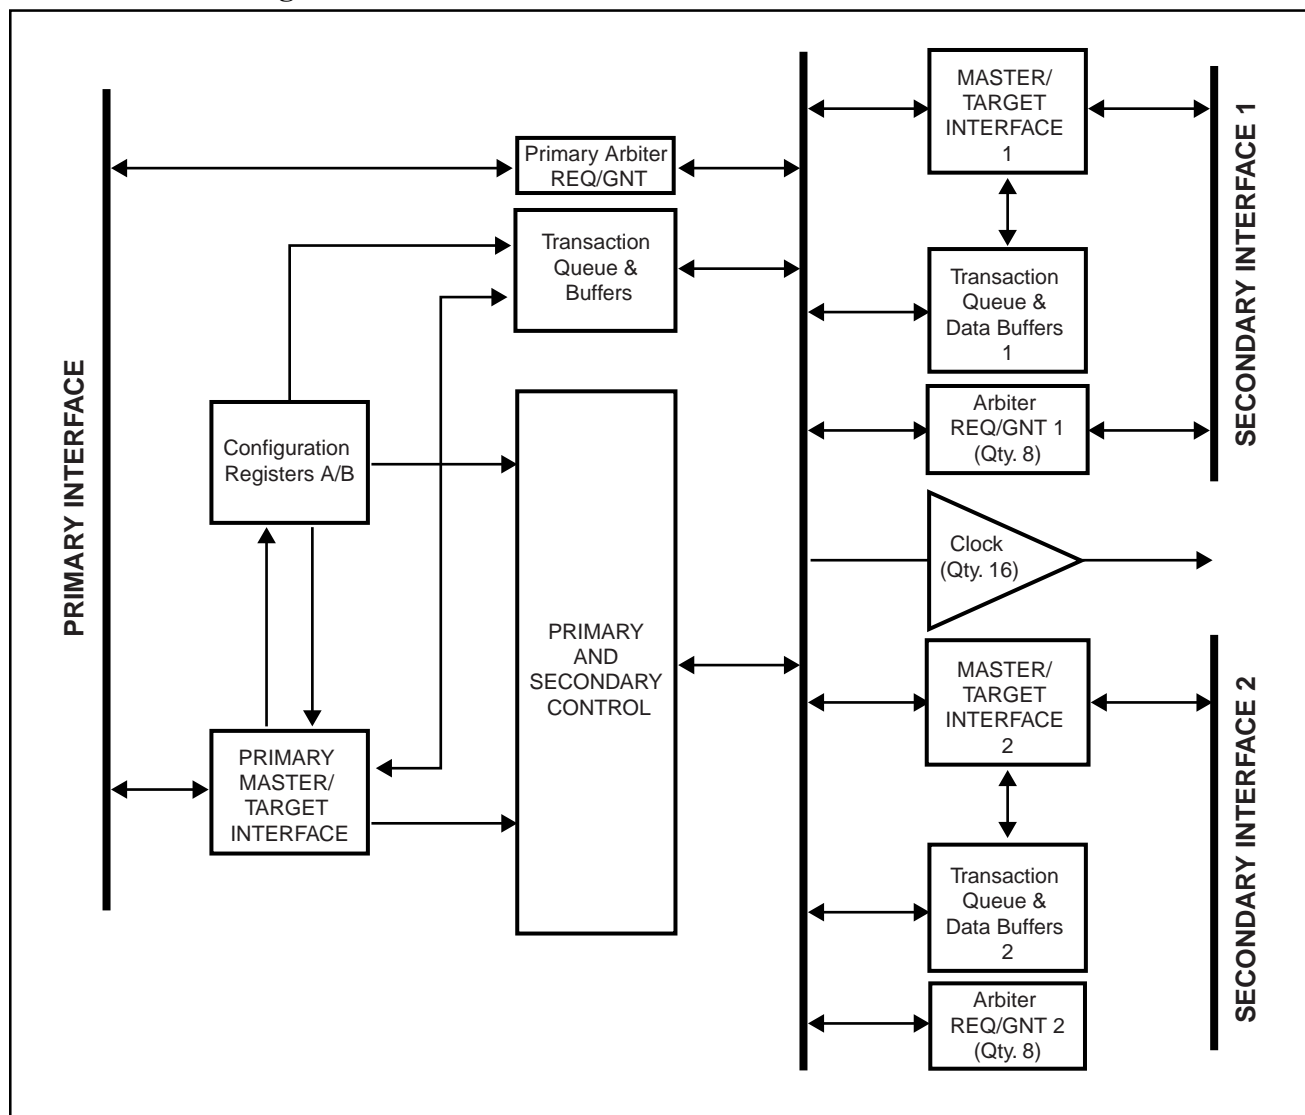 PRIMARY INTERFACE
Primary Arbiter
REQ/GNT
Transaction
Queue &
Buffers
Configuration
Registers A/B
PRIMARY
MASTER/
TARGET
INTERFACE
PRIMARY
AND
SECONDARY
CONTROL
MASTER/
TARGET
INTERFACE
1
Transaction
Queue &
Data Buffers
1
Arbiter
REQ/GNT 1
(Qty. 8)
SECONDARY INTERFACE 1
Clock
(Qty. 16)
MASTER/
TARGET
INTERFACE
2
Transaction
Queue &
Data Buffers
2
Arbiter
REQ/GNT 2
(Qty. 8)
SECONDARY INTERFACE 2